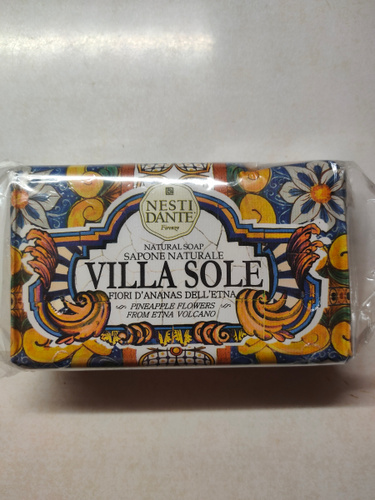 NESTI
DANTE
Firenze
NATURAL SOAP
SAPONE NATURALE
VILLA SOLE
FIORI D'ANANAS DELL'ETNA
PINEAPPLE FLOWERS
FROM ETNA VOLCANO